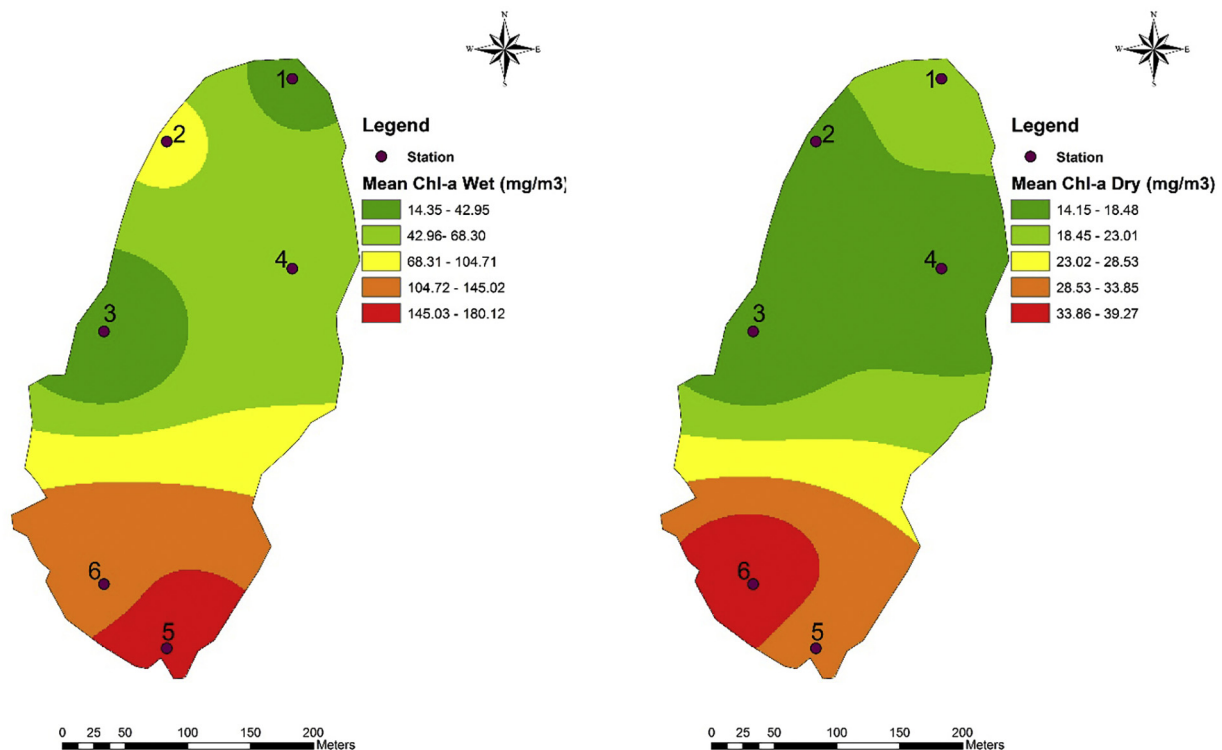 N
W E
S
1
2
3
4
5
6
Legend
Station
Mean Chl-a Wet (mg/m3)
14.35 - 42.95
42.96- 68.30
68.31 - 104.71
104.72 - 145.02
145.03 - 180.12
0 25 50 100 150 200
Meters
N
W E
S
1
2
3
4
5
6
Legend
Station
Mean Chl-a Dry (mg/m3)
14.15 - 18.48
18.45 - 23.01
23.02 - 28.53
28.53 - 33.85
33.86 - 39.27
0 25 50 100 150 200
Meters